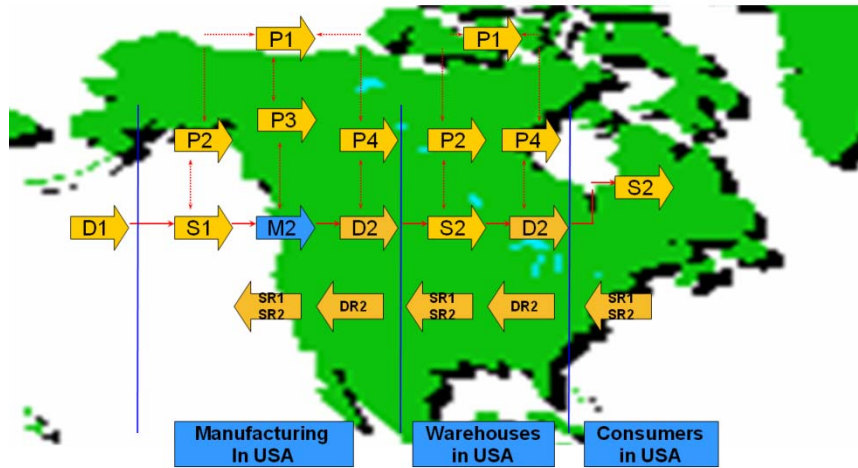 P1
P1
P3
P2
P4
P2
P4
S2
D1
S1
M2
D2
S2
D2
SR1
SR2
DR2
SR1
SR2
DR2
SR1
SR2
Manufacturing
In USA
Warehouses
in USA
Consumers
in USA